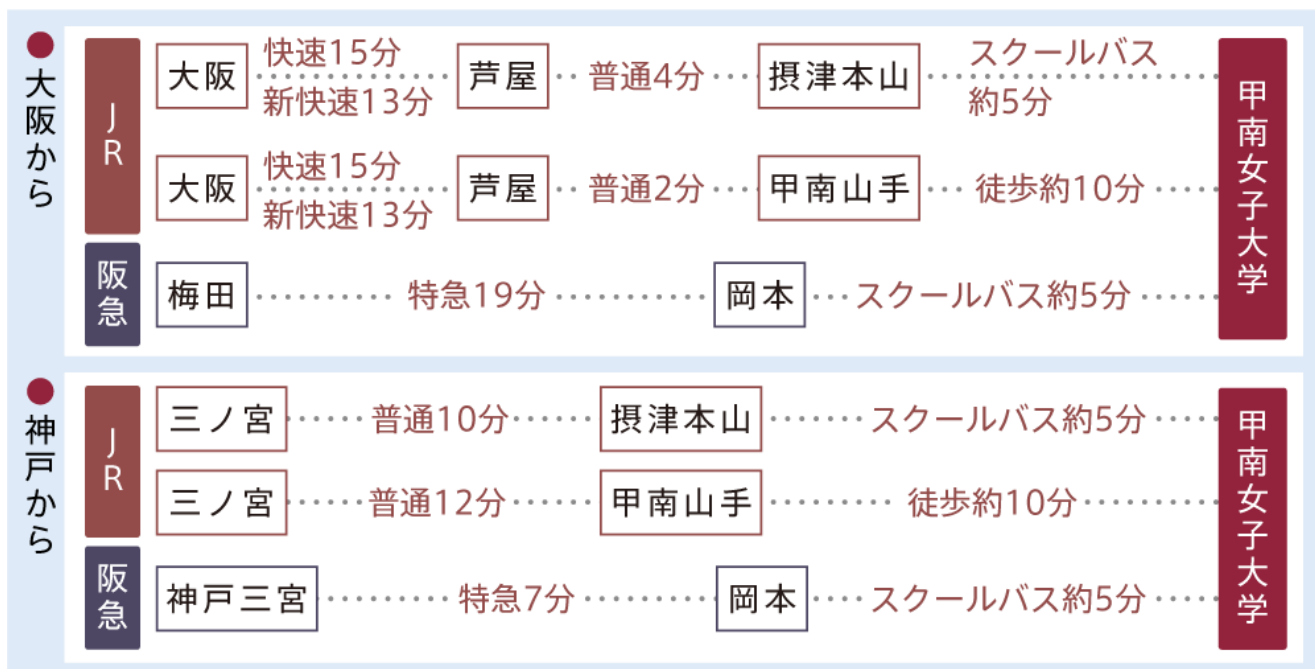 ●大阪から
JR
大阪 快速15分 新快速13分 芦屋 普通4分 摂津本山 スクールバス 約5分
大阪 快速15分 新快速13分 芦屋 普通2分 甲南山手 徒歩約10分
阪急
梅田 特急19分 岡本 スクールバス約5分
甲南女子大学
●神戸から
JR
三ノ宮 普通10分 摂津本山 スクールバス約5分
三ノ宮 普通12分 甲南山手 徒歩約10分
阪急
神戸三宮 特急7分 岡本 スクールバス約5分
甲南女子大学